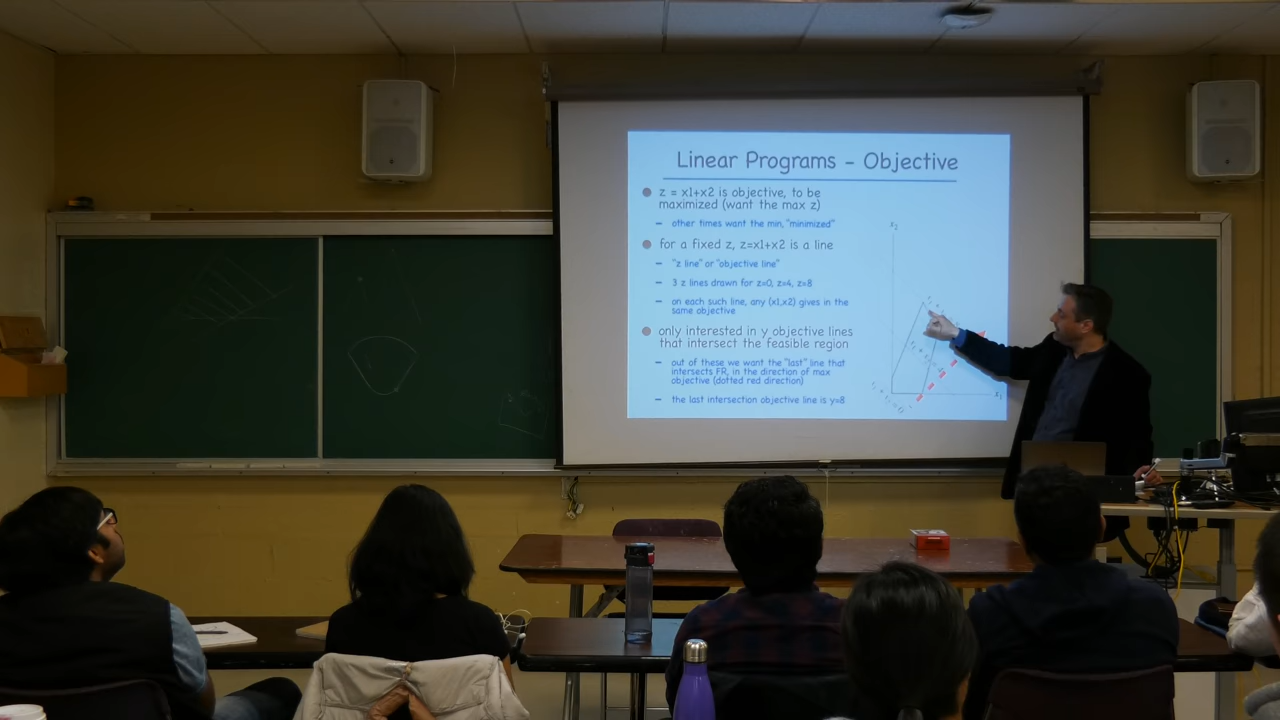 Linear Programs - Objective
z = x1+x2 is objective, to be
maximized (want the max z)
- other times want the min, "minimized"
for a fixed z, z=x1+x2 is a line
- "z line" or "objective line"
- 3 z lines drawn for z=0, z=4, z=8
- on each such line, any (x1,x2) gives in the
same objective
only interested in y objective lines
that intersect the feasible region
- out of these we want the "last" line that
intersects FR, in the direction of max
objective (dotted red direction)
- the last intersection objective line is y=8
x2
x1